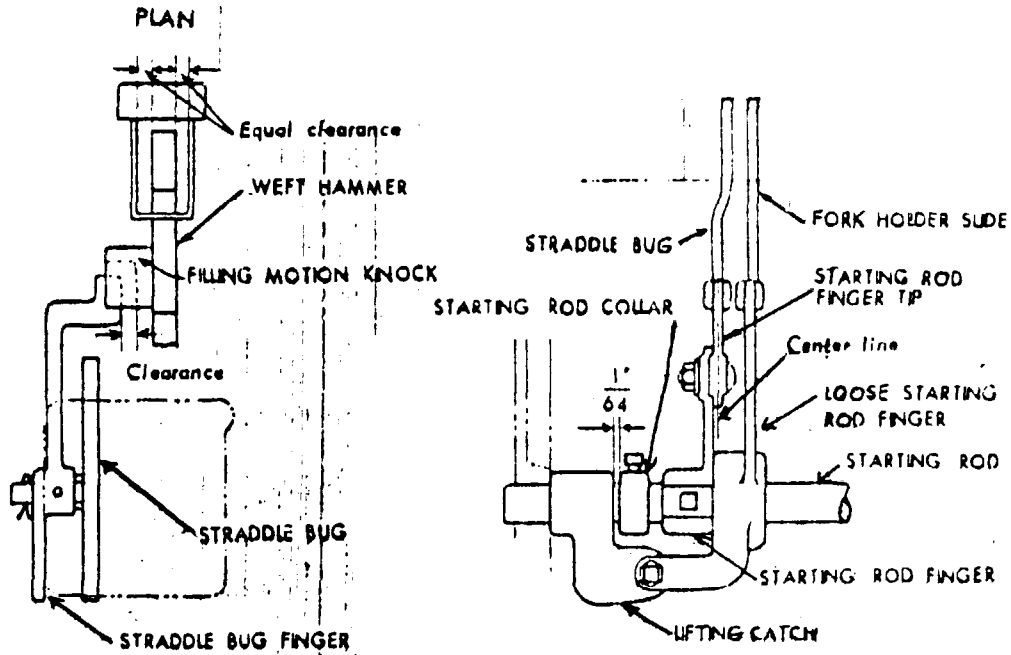 PLAN
Equal clearance
WEFT HAMMER
FILLING MOTION KNOCK
Clearance
STRADDLE BUG
STRADDLE BUG FINGER
FORK HOLDER SLIDE
STRADDLE BUG
STARTING ROD
FINGER TIP
STARTING ROD COLLAR
Center line
1"
64
LOOSE STARTING
ROD FINGER
STARTING ROD
STARTING ROD FINGER
LIFTING CATCH